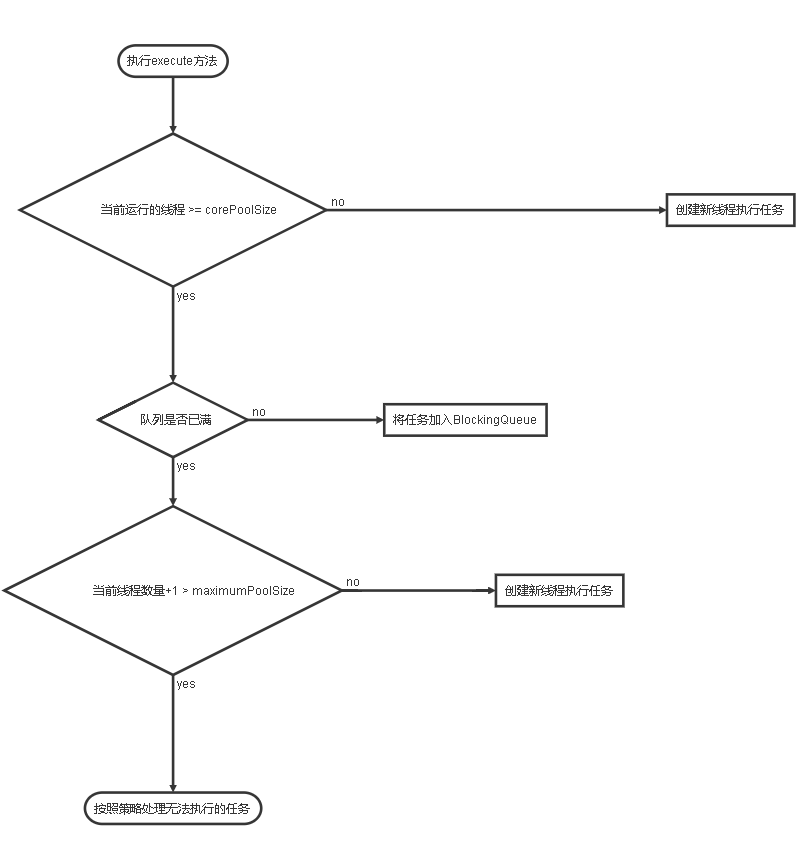 执行execute方法
当前运行的线程 >= corePoolSize
no
创建新线程执行任务
yes
队列是否已满
no
将任务加入BlockingQueue
yes
当前线程数量+1 > maximumPoolSize
no
创建新线程执行任务
yes
按照策略处理无法执行的任务